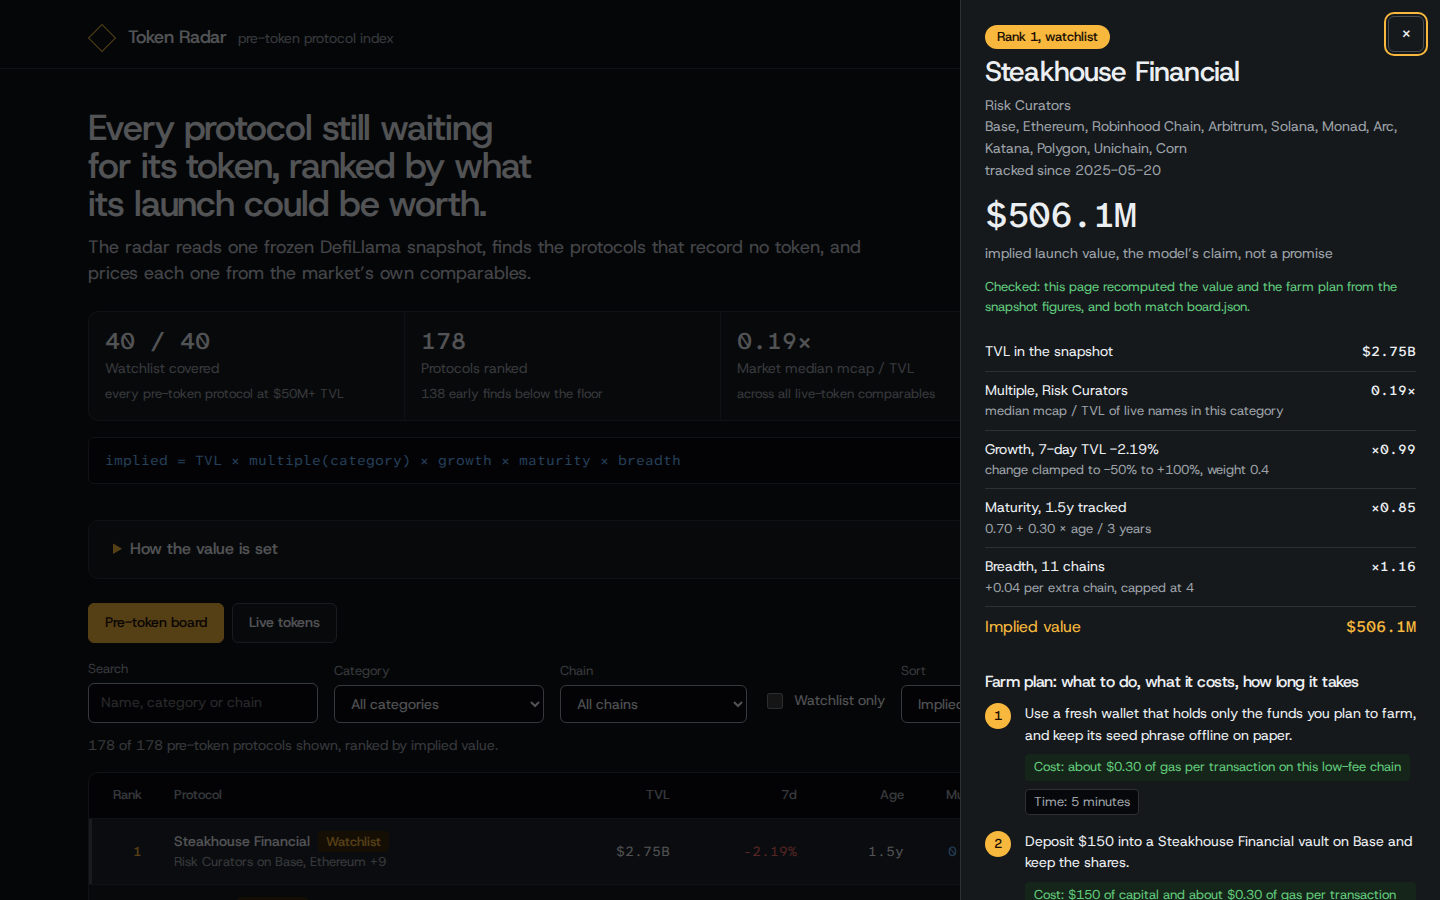 Token Radar pre-token protocol index
Every protocol still waiting
for its token, ranked by what
its launch could be worth.
The radar reads one frozen DefiLlama snapshot, finds the protocols that record no token, and
prices each one from the market's own comparables.
40 / 40
Watchlist covered
every pre-token protocol at $50M+ TVL
178
Protocols ranked
138 early finds below the floor
0.19×
Market median mcap / TVL
across all live-token comparables
implied = TVL × multiple(category) × growth × maturity × breadth
How the value is set
Pre-token board
Live tokens
Search
Name, category or chain
Category
All categories
Chain
All chains
Watchlist only
Sort
Implied
178 of 178 pre-token protocols shown, ranked by implied value.
Rank Protocol TVL 7d Age Mu
1 Steakhouse Financial Watchlist $2.75B -2.19% 1.5y 0
Risk Curators on Base, Ethereum +9
Rank 1, watchlist
×
Steakhouse Financial
Risk Curators
Base, Ethereum, Robinhood Chain, Arbitrum, Solana, Monad, Arc,
Katana, Polygon, Unichain, Corn
tracked since 2025-05-20
$506.1M
implied launch value, the model's claim, not a promise
Checked: this page recomputed the value and the farm plan from the
snapshot figures, and both match board.json.
TVL in the snapshot $2.75B
Multiple, Risk Curators 0.19×
median mcap / TVL of live names in this category
Growth, 7-day TVL -2.19% ×0.99
change clamped to -50% to +100%, weight 0.4
Maturity, 1.5y tracked ×0.85
0.70 + 0.30 × age / 3 years
Breadth, 11 chains ×1.16
+0.04 per extra chain, capped at 4
Implied value $506.1M
Farm plan: what to do, what it costs, how long it takes
1 Use a fresh wallet that holds only the funds you plan to farm,
and keep its seed phrase offline on paper.
Cost: about $0.30 of gas per transaction on this low-fee chain
Time: 5 minutes
2 Deposit $150 into a Steakhouse Financial vault on Base and
keep the shares.
Cost: $150 of capital and about $0.30 of gas per transaction